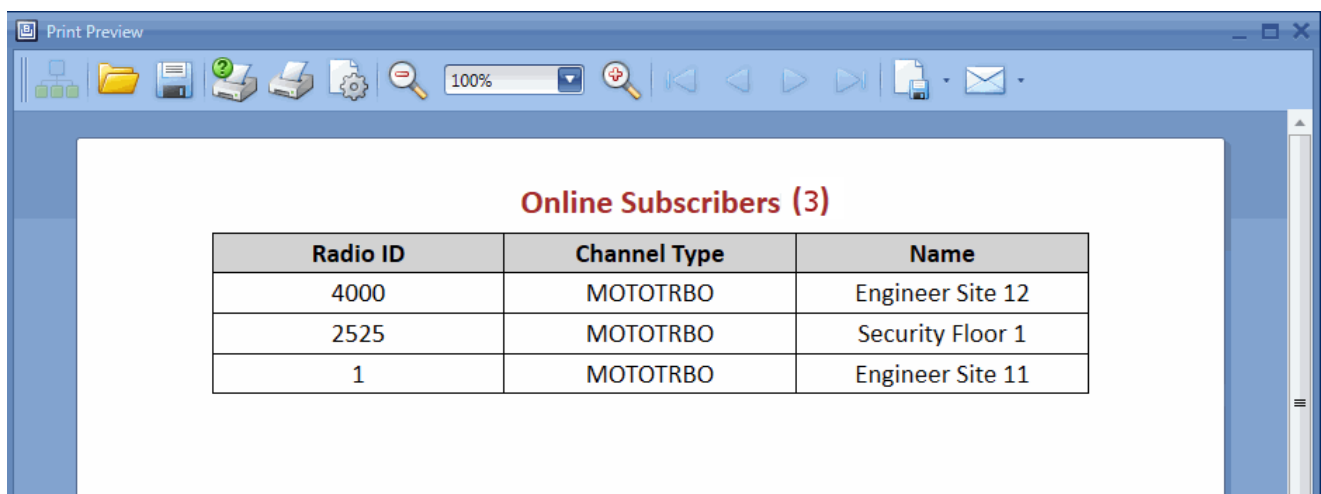 Print Preview
100%
Online Subscribers (3)
Radio ID Channel Type Name
4000 MOTOTRBO Engineer Site 12
2525 MOTOTRBO Security Floor 1
1 MOTOTRBO Engineer Site 11